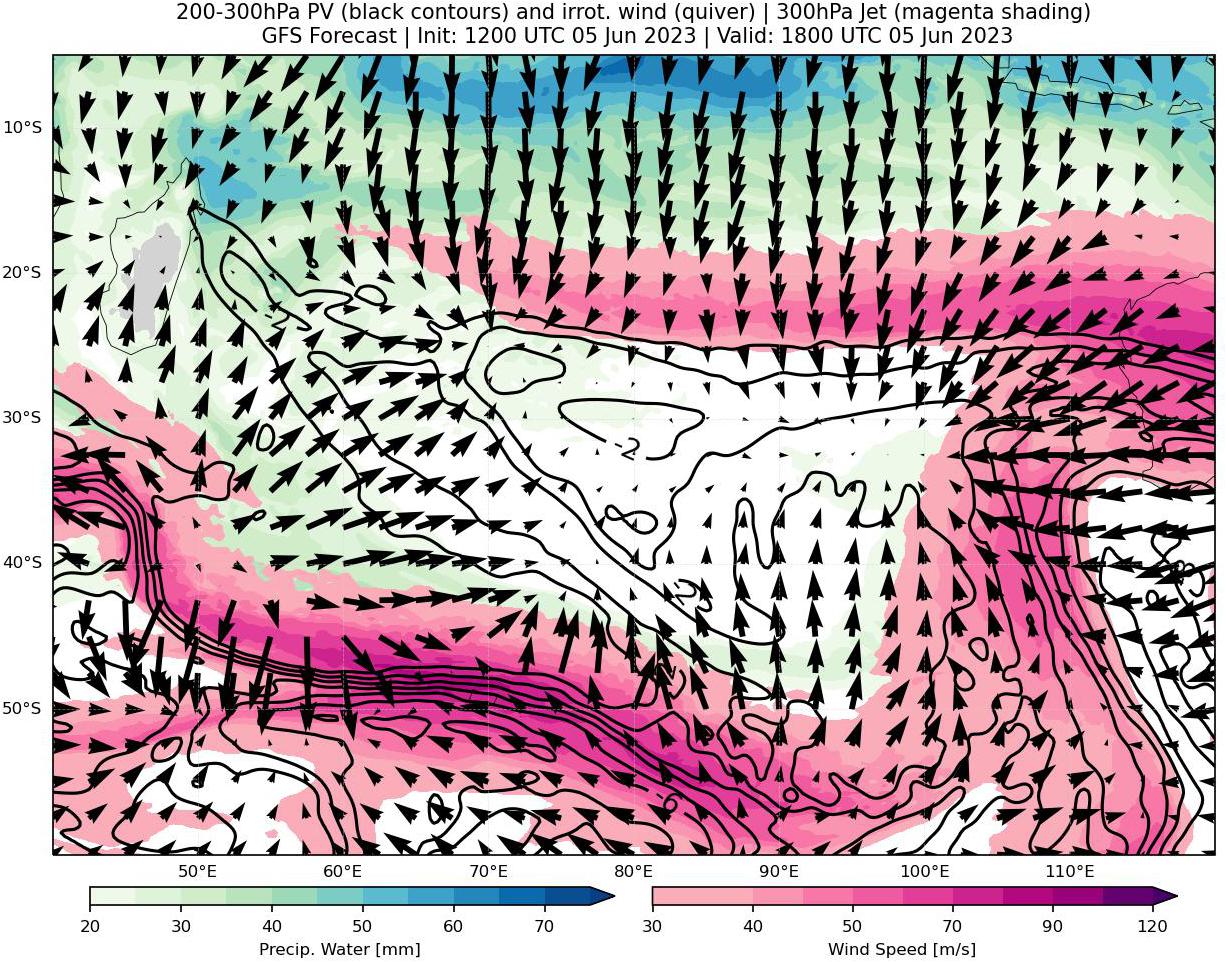 200-300hPa PV (black contours) and irrot. wind (quiver) | 300hPa Jet (magenta shading)
GFS Forecast | Init: 1200 UTC 05 Jun 2023 | Valid: 1800 UTC 05 Jun 2023
10°S
20°S
30°S
-2
40°S
-2
50°S
50°E 60°E 70°E 80°E 90°E 100°E 110°E
20 30 40 50 60 70
30 40 50 70 90 120
Precip. Water [mm]
Wind Speed [m/s]